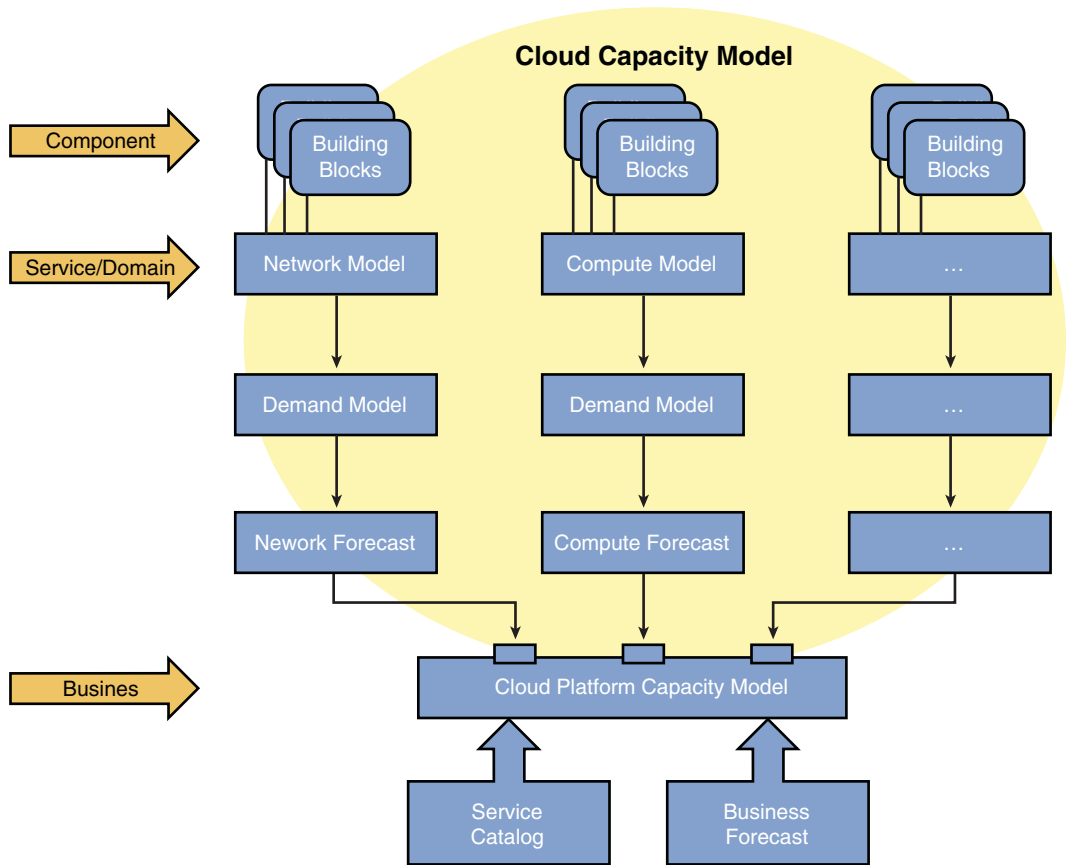 Cloud Capacity Model
Component
Building
Blocks
Building
Blocks
Building
Blocks
Service/Domain
Network Model
Compute Model
…
Demand Model
Demand Model
…
Nework Forecast
Compute Forecast
…
Busines
Cloud Platform Capacity Model
Service
Catalog
Business
Forecast